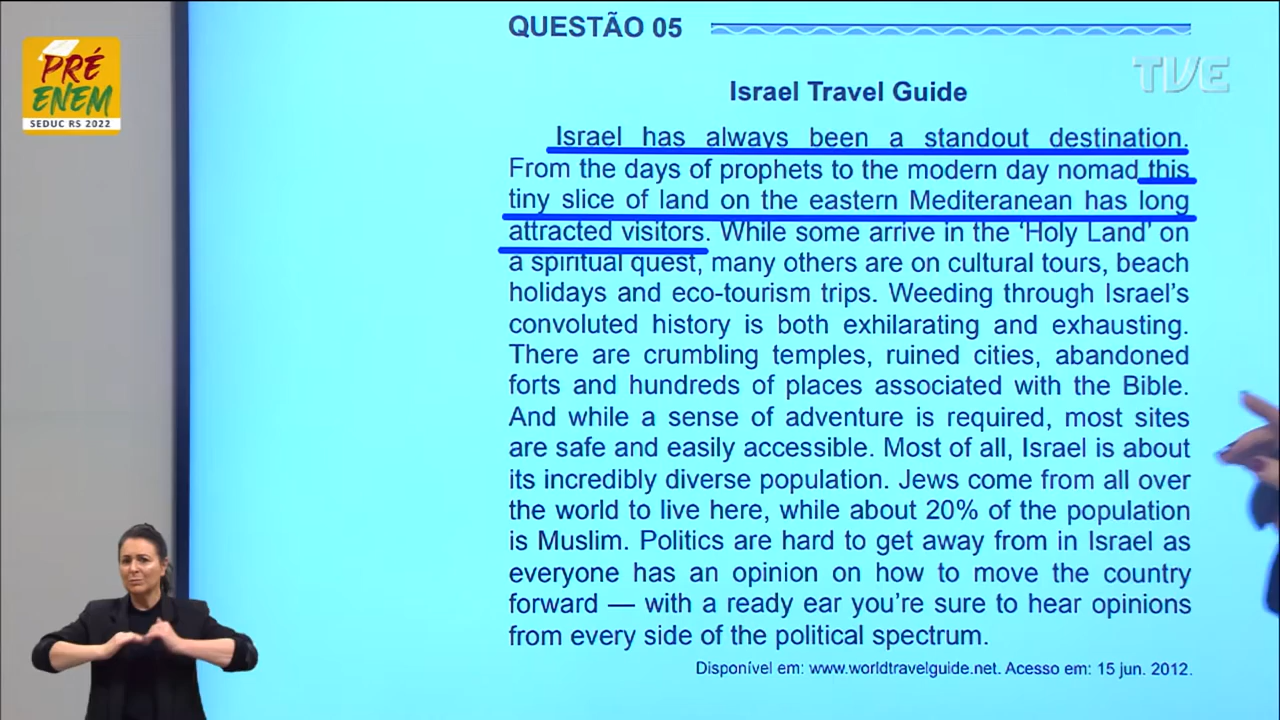 PRÉ
ENEM
SEDUC RS 2022
TVE
QUESTÃO 05
Israel Travel Guide
Israel has always been a standout destination.
From the days of prophets to the modern day nomad this
tiny slice of land on the eastern Mediteranean has long
attracted visitors. While some arrive in the ‘Holy Land’ on
a spiritual quest, many others are on cultural tours, beach
holidays and eco-tourism trips. Weeding through Israel’s
convoluted history is both exhilarating and exhausting.
There are crumbling temples, ruined cities, abandoned
forts and hundreds of places associated with the Bible.
And while a sense of adventure is required, most sites
are safe and easily accessible. Most of all, Israel is about
its incredibly diverse population. Jews come from all over
the world to live here, while about 20% of the population
is Muslim. Politics are hard to get away from in Israel as
everyone has an opinion on how to move the country
forward — with a ready ear you’re sure to hear opinions
from every side of the political spectrum.
Disponível em: www.worldtravelguide.net. Acesso em: 15 jun. 2012.